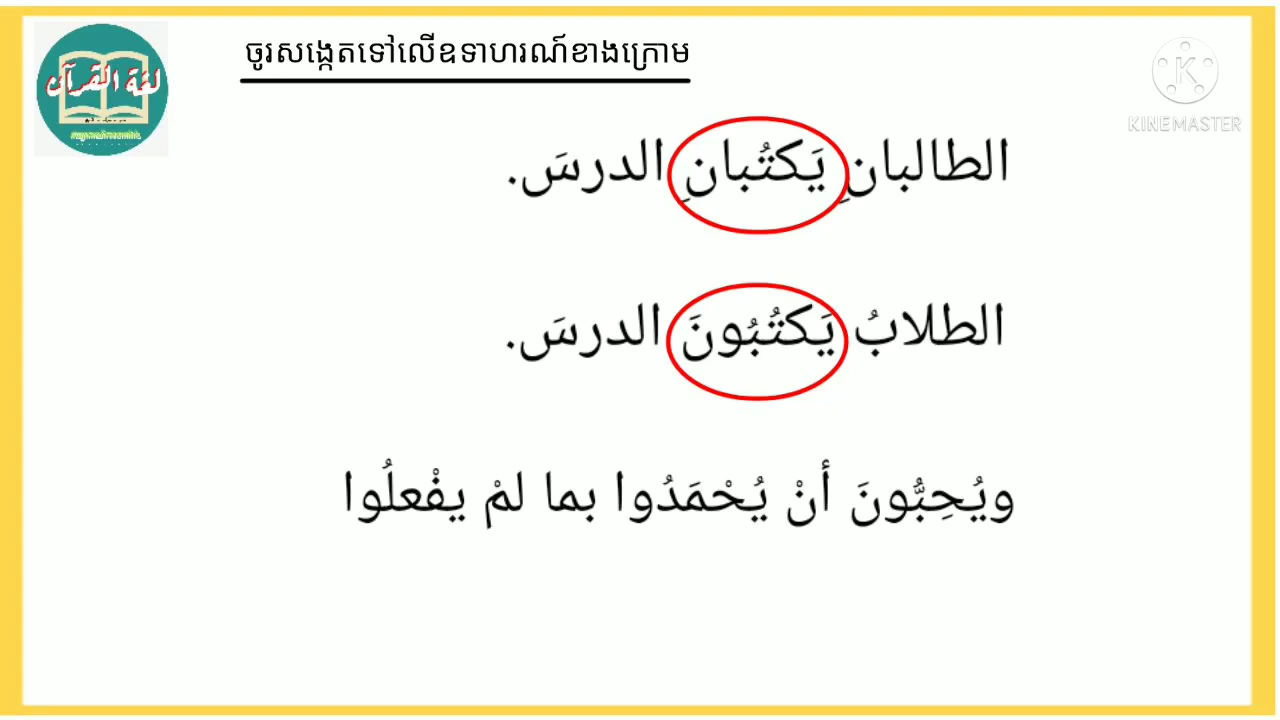 ចូរសង្កេតទៅលើឧទាហរណ៍ខាងក្រោម
لغة القرآن
KINEMASTER
الطالبانِ يَكتُبانِ الدرسَ.
الطلابُ يَكتُبُونَ الدرسَ.
ويُحِبُّونَ أنْ يُحْمَدُوا بما لمْ يفْعلُوا